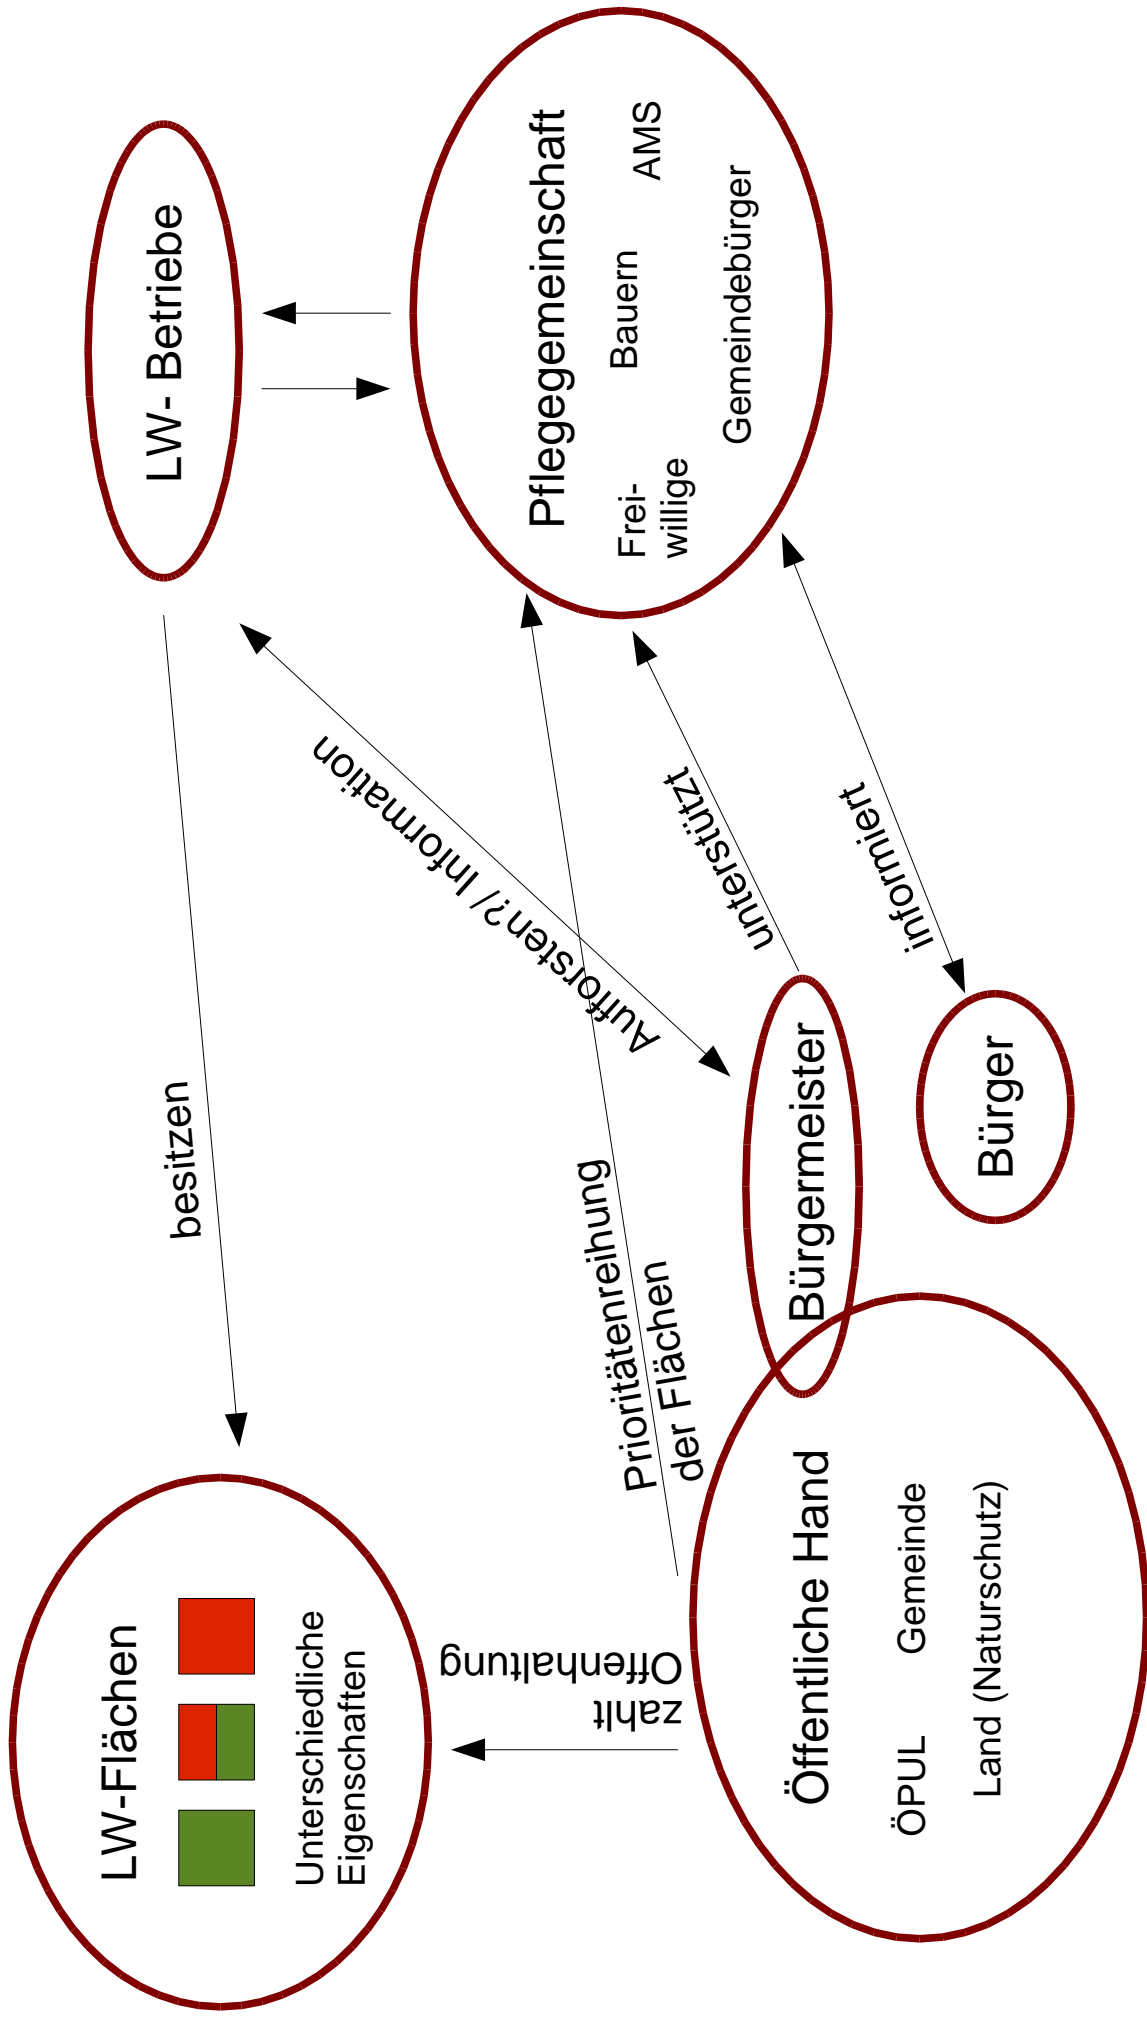 LW-Flächen
Unterschiedliche
Eigenschaften
besitzen
LW- Betriebe
zahlt
Offenhaltung
Prioritätenreihung
der Flächen
Aufforsten?/ Information
unterstützt
informiert
Pflegegemeinschaft
Frei-
willige
Bauern
AMS
Gemeindebürger
Öffentliche Hand
ÖPUL
Gemeinde
Land (Naturschutz)
Bürgermeister
Bürger